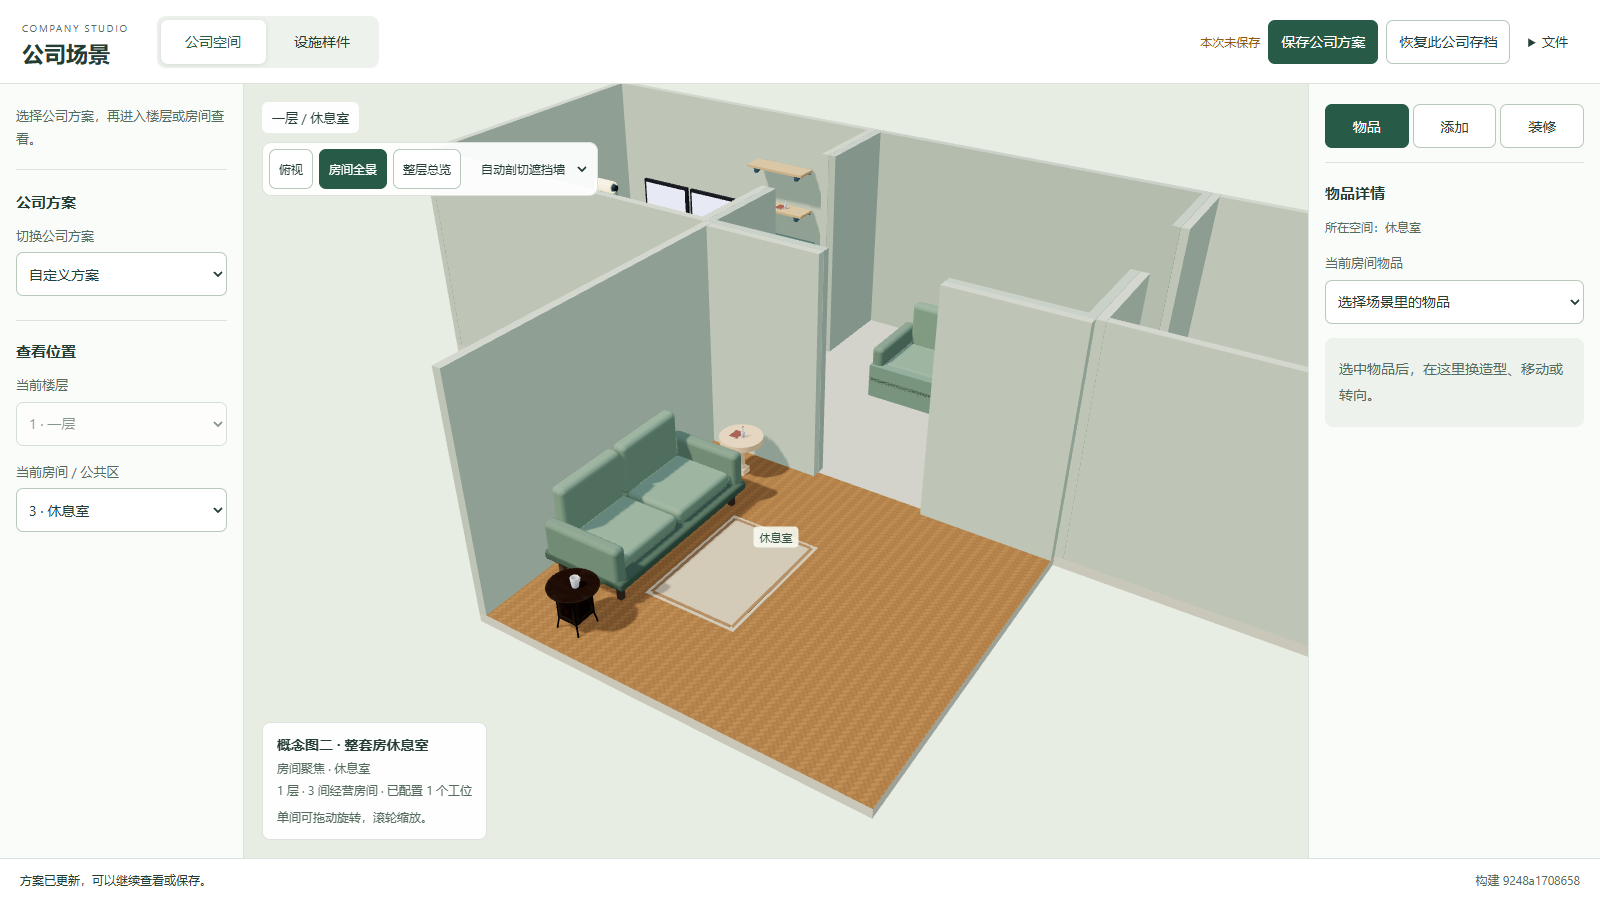 COMPANY STUDIO
公司场景
公司空间
设施样件
本次未保存
保存公司方案
恢复此公司存档
▶ 文件
选择公司方案，再进入楼层或房间查看。
公司方案
切换公司方案
自定义方案
查看位置
当前楼层
1 · 一层
当前房间 / 公共区
3 · 休息室
一层 / 休息室
俯视
房间全景
整层总览
自动剖切遮挡墙
休息室
概念图二 · 整套房休息室
房间聚焦 · 休息室
1 层 · 3 间经营房间 · 已配置 1 个工位
单间可拖动旋转，滚轮缩放。
物品
添加
装修
物品详情
所在空间：休息室
当前房间物品
选择场景里的物品
选中物品后，在这里换造型、移动或转向。
方案已更新，可以继续查看或保存。
构建 9248a1708658